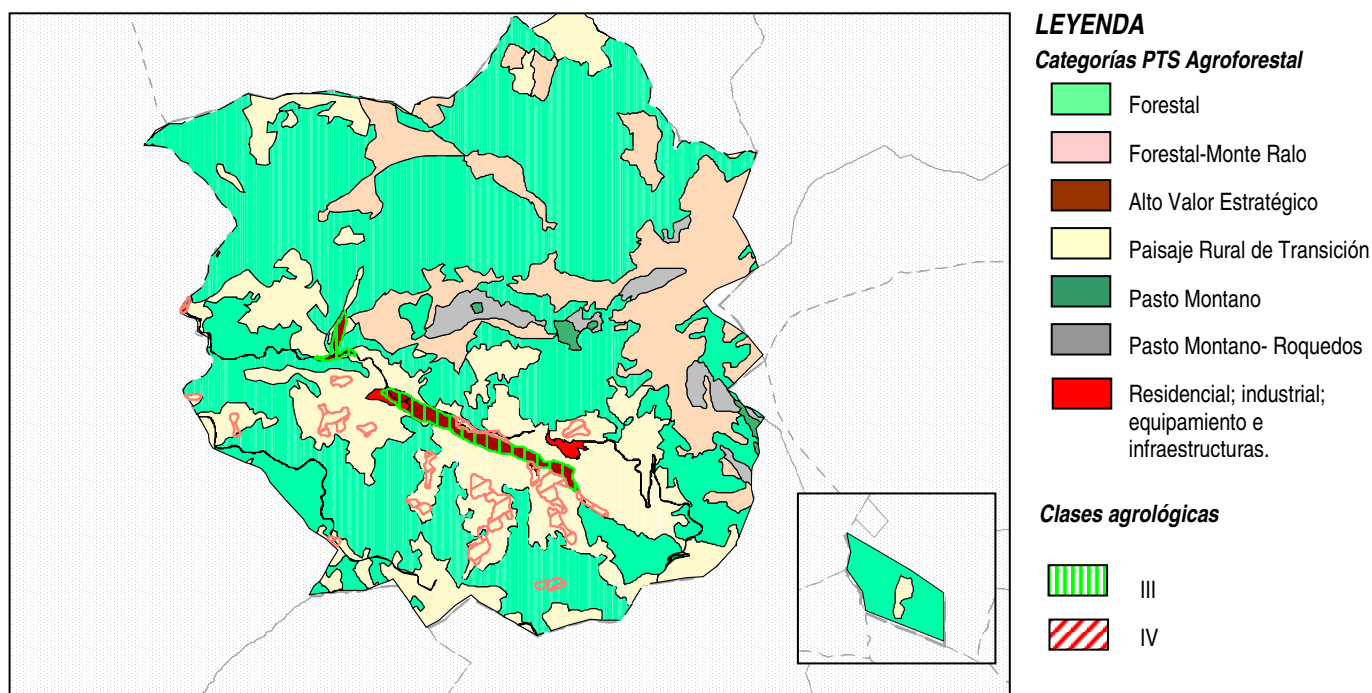 LEYENDA
Categorías PTS Agroforestal
Forestal
Forestal-Monte Ralo
Alto Valor Estratégico
Paisaje Rural de Transición
Pasto Montano
Pasto Montano- Roquedos
Residencial; industrial;
equipamiento e
infraestructuras.
Clases agrológicas
III
IV